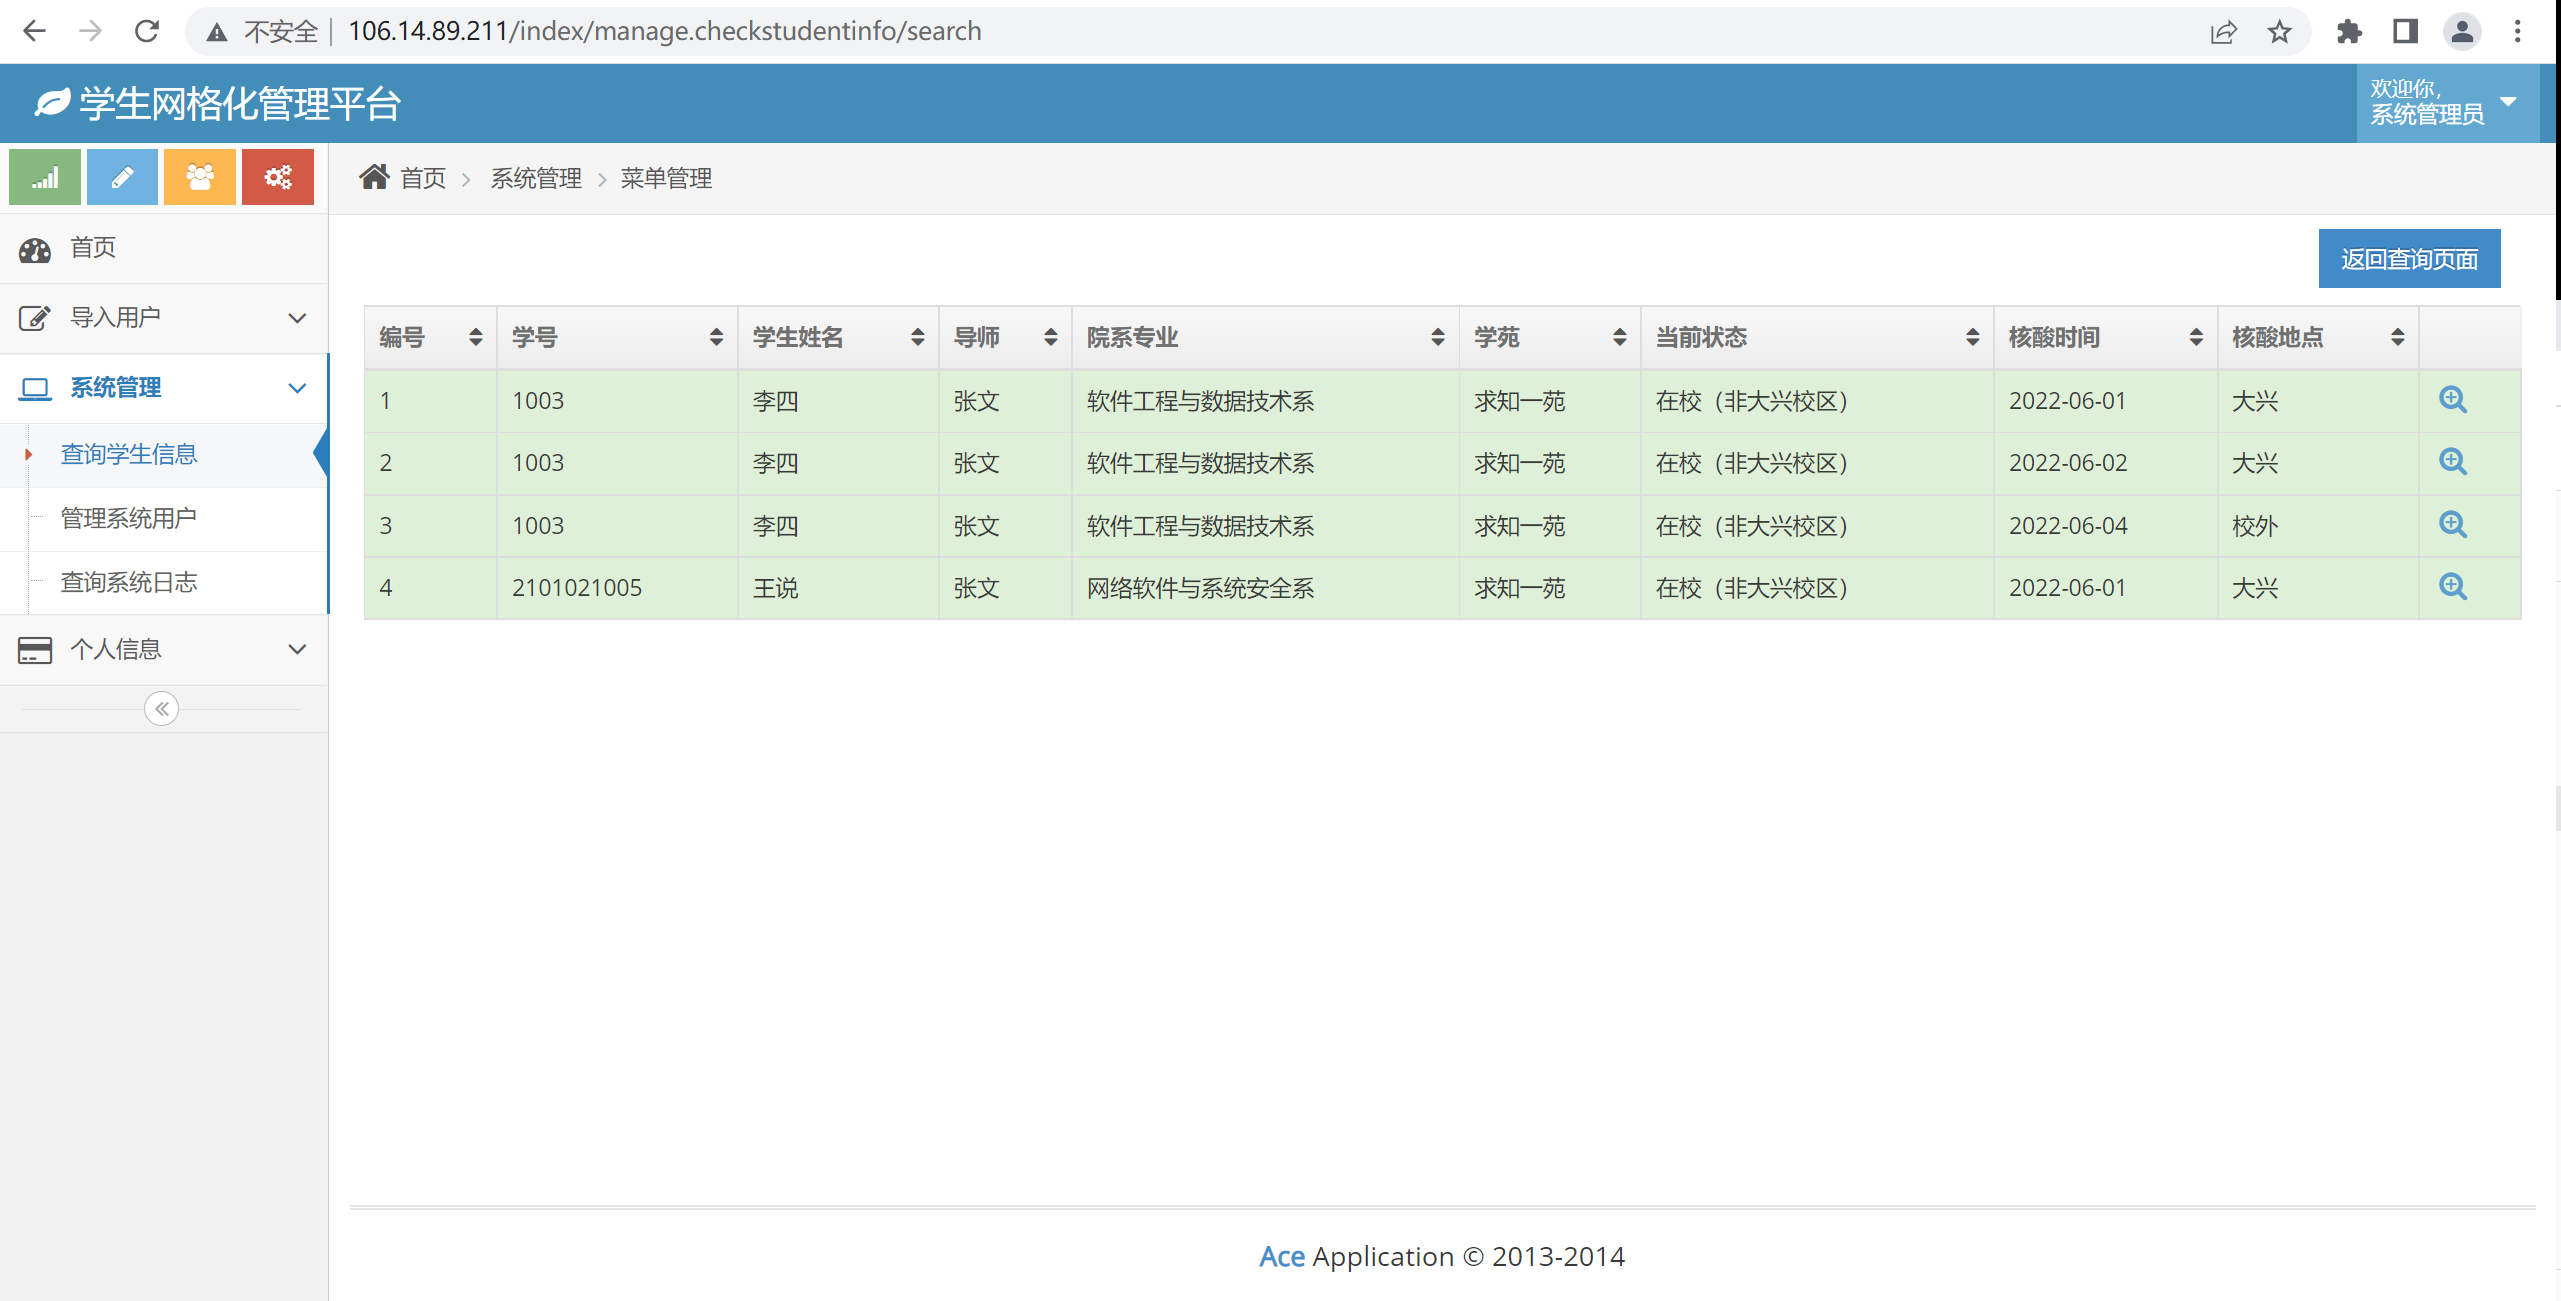 不安全 106.14.89.211/index/manage.checkstudentinfo/search
学生网格化管理平台
欢迎你,
系统管理员
首页 系统管理 菜单管理
首页
导入用户
系统管理
查询学生信息
管理系统用户
查询系统日志
个人信息
返回查询页面
编号 学号 学生姓名 导师 院系专业 学苑 当前状态 核酸时间 核酸地点
1 1003 李四 张文 软件工程与数据技术系 求知一苑 在校（非大兴校区） 2022-06-01 大兴
2 1003 李四 张文 软件工程与数据技术系 求知一苑 在校（非大兴校区） 2022-06-02 大兴
3 1003 李四 张文 软件工程与数据技术系 求知一苑 在校（非大兴校区） 2022-06-04 校外
4 2101021005 王说 张文 网络软件与系统安全系 求知一苑 在校（非大兴校区） 2022-06-01 大兴
Ace Application © 2013-2014